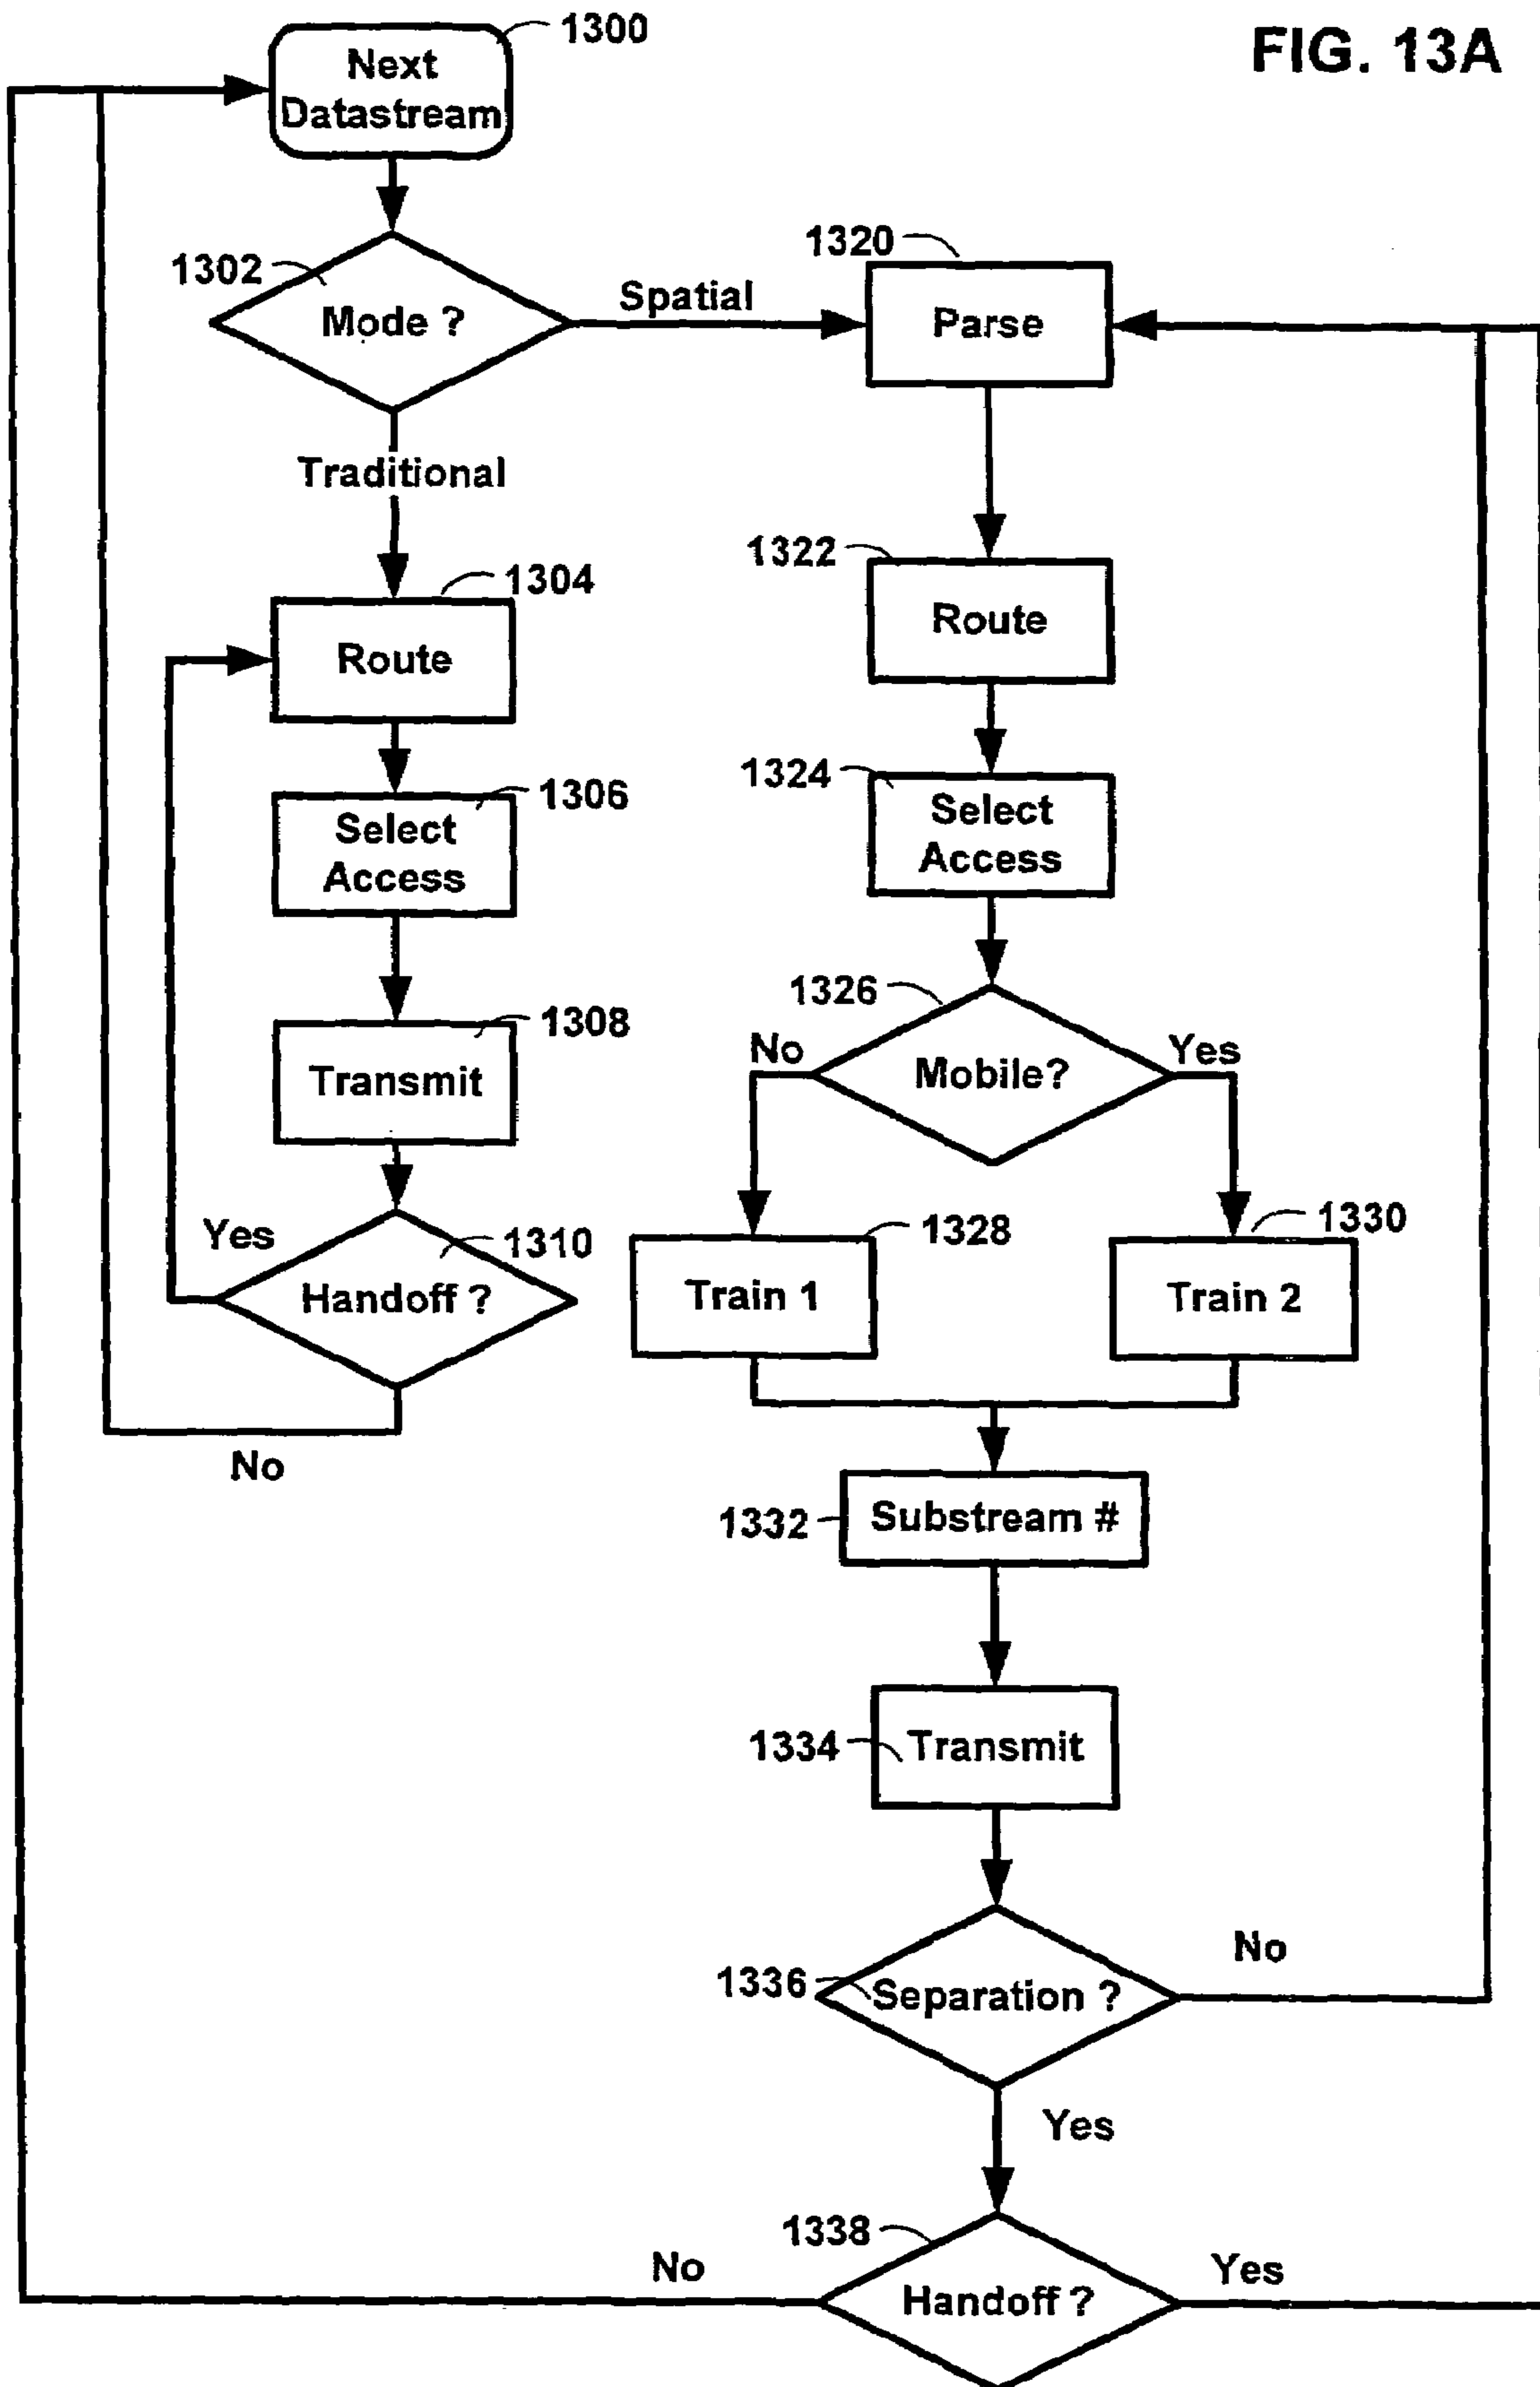 FIG. 13A
1300
Next
Datastream
1302
Mode ?
Spatial
Traditional
1304
Route
1306
Select
Access
1308
Transmit
1310
Handoff ?
Yes
No
1320
Parse
1322
Route
1324
Select
Access
1326
Mobile?
No
Yes
1328
Train 1
1330
Train 2
1332
Substream #
1334
Transmit
1336
Separation ?
No
Yes
1338
Handoff ?
No
Yes